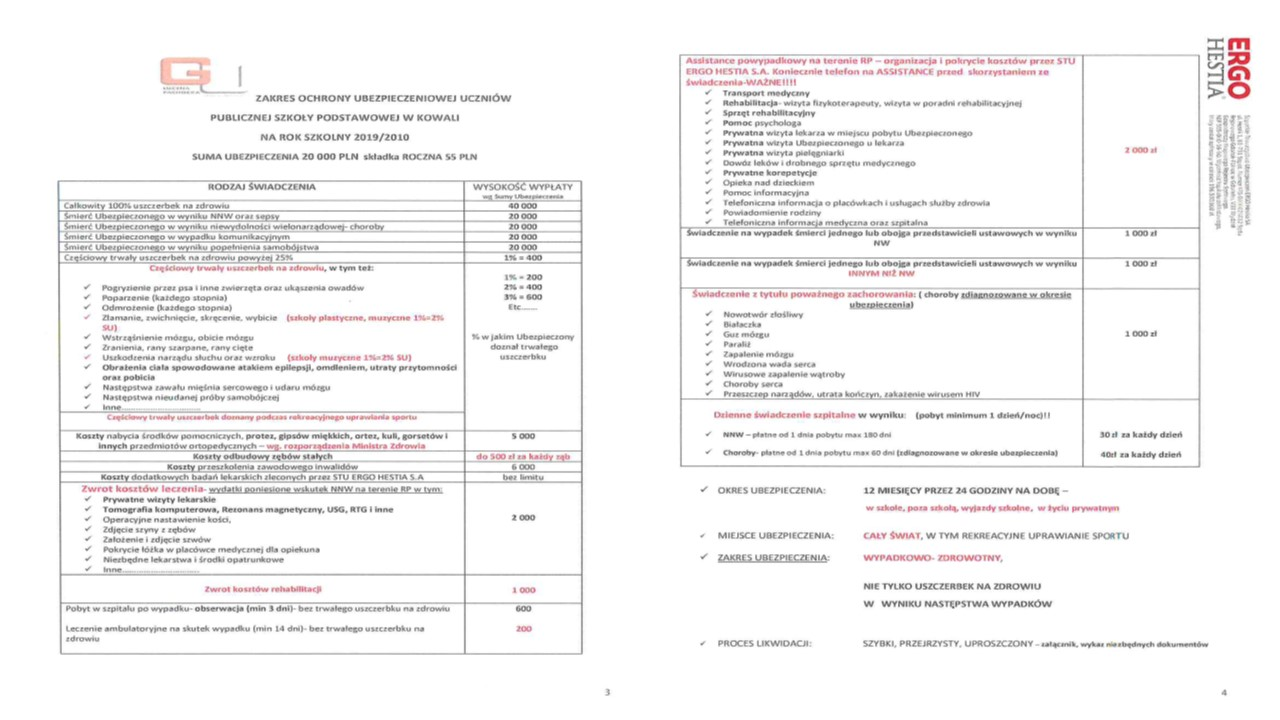 ZAKRES OCHRONY UBEZPIECZENIOWEJ UCZNIÓW
PUBLICZNEJ SZKOŁY PODSTAWOWEJ W KOWALI
NA ROK SZKOLNY 2019/2010
SUMA UBEZPIECZENIA 20 000 PLN składka ROCZNA 55 PLN
RODZAJ ŚWIADCZENIA WYSOKOŚĆ WYPŁATY
wg Sumy Ubezpieczenia
Całkowity 100% uszczerbek na zdrowiu 40 000
Śmierć Ubezpieczonego w wyniku NNW oraz sepsy 20 000
Śmierć Ubezpieczonego w wyniku niewydolności wielonarządowej- choroby 20 000
Śmierć Ubezpieczonego w wypadku komunikacyjnym 20 000
Śmierć Ubezpieczonego w wyniku popełnienia samobójstwa 20 000
Częściowy trwały uszczerbek na zdrowiu powyżej 25% 1% = 400
Częściowy trwały uszczerbek na zdrowiu, w tym też:
1% = 200
✓ Pogryzienie przez psa i inne zwierzęta oraz ukąszenia owadów 2% = 400
✓ Poparzenie (każdego stopnia) 3% = 600
✓ Odmrożenie (każdego stopnia) Etc......
✓ Złamanie, zwichnięcie, skręcenie, wybicie (szkoły plastyczne, muzyczne 1%=2%
SU)
✓ Wstrząśnienie mózgu, obicie mózgu % w jakim Ubezpieczony
✓ Zranienia, rany szarpane, rany cięte doznał trwałego
✓ Uszkodzenia narządu słuchu oraz wzroku (szkoły muzyczne 1%=2% SU) uszczerbku
✓ Obrażenia ciała spowodowane atakiem epilepsji, omdleniem, utraty przytomności
oraz pobicia
✓ Następstwa zawału mięśnia sercowego i udaru mózgu
✓ Następstwa nieudanej próby samobójczej
✓ Inne..............................
Częściowy trwały uszczerbek doznany podczas rekreacyjnego uprawiania sportu
Koszty nabycia środków pomocniczych, protez, gipsów miękkich, ortez, kuli, gorsetów i 5 000
innych przedmiotów ortopedycznych – wg. rozporządzenia Ministra Zdrowia
Koszty odbudowy zębów stałych do 500 zł za każdy ząb
Koszty przeszkolenia zawodowego inwalidów 6 000
Koszty dodatkowych badań lekarskich zleconych przez STU ERGO HESTIA S.A bez limitu
Zwrot kosztów leczenia- wydatki poniesione wskutek NNW na terenie RP w tym:
✓ Prywatne wizyty lekarskie
✓ Tomografia komputerowa, Rezonans magnetyczny, USG, RTG i inne
✓ Operacyjne nastawienie kości, 2 000
✓ Zdjęcie szyny z zębów
✓ Założenie i zdjęcie szwów
✓ Pokrycie łóżka w placówce medycznej dla opiekuna
✓ Niezbędne lekarstwa i środki opatrunkowe
✓ Inne..............................
Zwrot kosztów rehabilitacji 1 000
Pobyt w szpitalu po wypadku- obserwacja (min 3 dni)- bez trwałego uszczerbku na zdrowiu 600
Leczenie ambulatoryjne na skutek wypadku (min 14 dni)- bez trwałego uszczerbku na 200
zdrowiu
3
Assistance powypadkowy na terenie RP – organizacja i pokrycie kosztów przez STU
ERGO HESTIA S.A. Koniecznie telefon na ASSISTANCE przed skorzystaniem ze
świadczenia-WAŻNE!!!!
✓ Transport medyczny
✓ Rehabilitacja- wizyta fizykoterapeuty, wizyta w poradni rehabilitacyjnej
✓ Sprzęt rehabilitacyjny
✓ Pomoc psychologa
✓ Prywatna wizyta lekarza w miejscu pobytu Ubezpieczonego
✓ Prywatna wizyta Ubezpieczonego u lekarza
✓ Prywatna wizyta pielęgniarki 2 000 zł
✓ Dowóz leków i drobnego sprzętu medycznego
✓ Prywatne korepetycje
✓ Opieka nad dzieckiem
✓ Pomoc informacyjna
✓ Telefoniczna informacja o placówkach i usługach służby zdrowia
✓ Powiadomienie rodziny
✓ Telefoniczna informacja medyczna oraz szpitalna
Świadczenie na wypadek śmierci jednego lub obojga przedstawicieli ustawowych w wyniku 1 000 zł
NW
Świadczenie na wypadek śmierci jednego lub obojga przedstawicieli ustawowych w wyniku 1 000 zł
INNYM NIŻ NW
Świadczenie z tytułu poważnego zachorowania: ( choroby zdiagnozowane w okresie
ubezpieczenia)
✓ Nowotwór złośliwy
✓ Białaczka
✓ Guz mózgu 1 000 zł
✓ Paraliż
✓ Zapalenie mózgu
✓ Wrodzona wada serca
✓ Wirusowe zapalenie wątroby
✓ Choroby serca
✓ Przeszczep narządów, utrata kończyn, zakażenie wirusem HIV
Dzienne świadczenie szpitalne w wyniku: (pobyt minimum 1 dzień/noc)!!
✓ NNW – płatne od 1 dnia pobytu max 180 dni 30 zł za każdy dzień
✓ Choroby- płatne od 1 dnia pobytu max 60 dni (zdiagnozowane w okresie ubezpieczenia) 40zł za każdy dzień
✓ OKRES UBEZPIECZENIA: 12 MIESIĘCY PRZEZ 24 GODZINY NA DOBĘ –
w szkole, poza szkołą, wyjazdy szkolne, w życiu prywatnym
✓ MIEJSCE UBEZPIECZENIA: CAŁY ŚWIAT, W TYM REKREACYJNE UPRAWIANIE SPORTU
✓ ZAKRES UBEZPIECZENIA: WYPADKOWO- ZDROWOTNY,
NIE TYLKO USZCZERBEK NA ZDROWIU
W WYNIKU NASTĘPSTWA WYPADKÓW
✓ PROCES LIKWIDACJI: SZYBKI, PRZEJRZYSTY, UPROSZCZONY – załącznik, wykaz niezbędnych dokumentów
4
ERGO
HESTIA